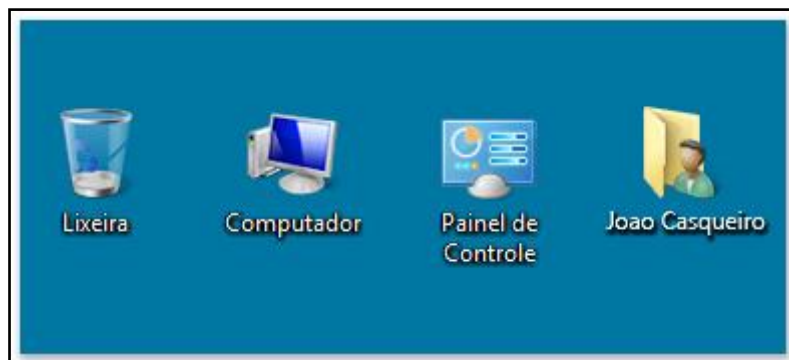 Lixeira
Computador
Painel de
Controle
Joao Casqueiro